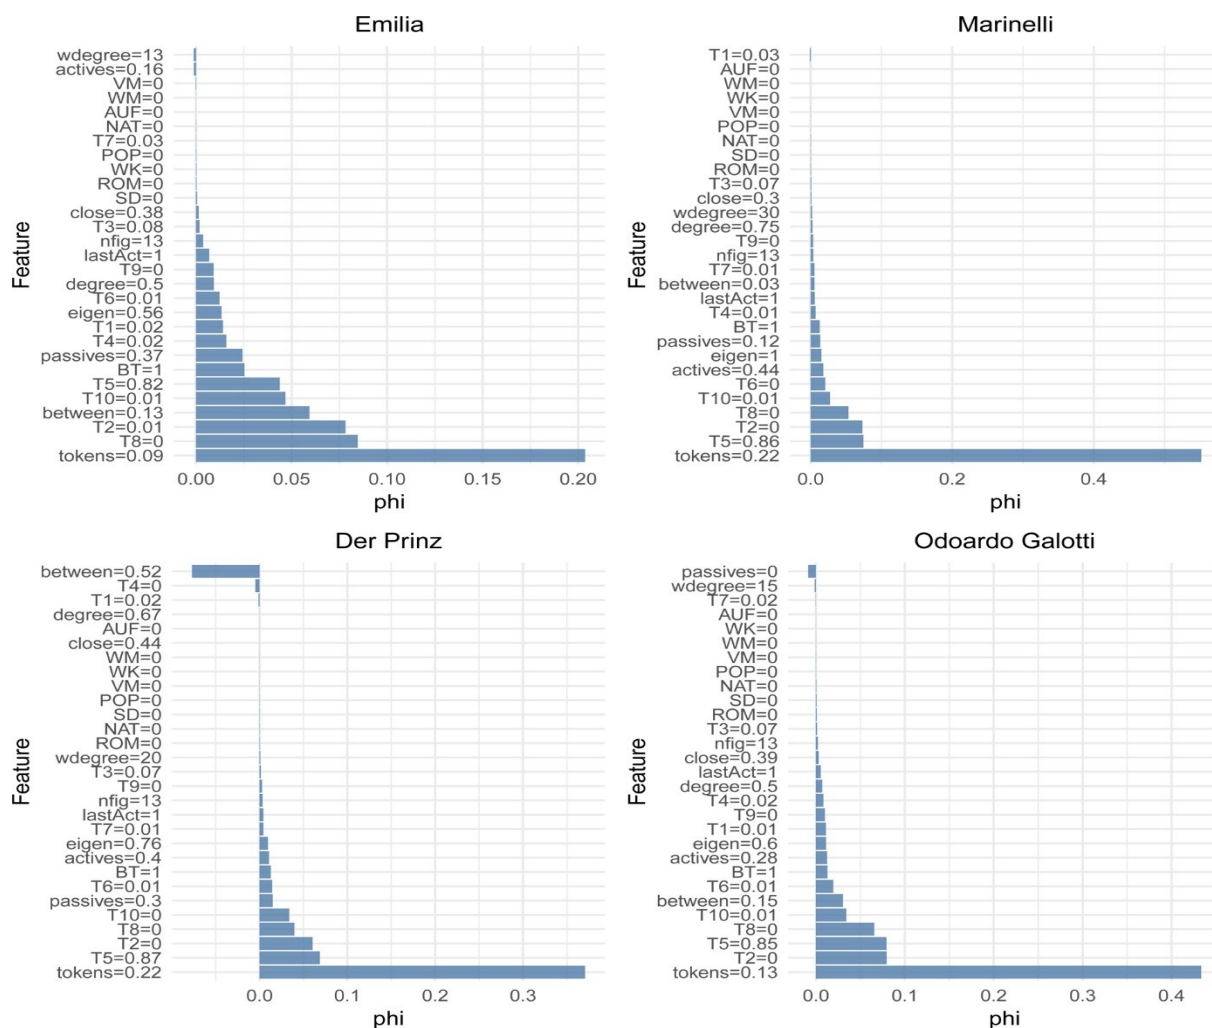 Emilia
Feature
wdegree=13
actives=0.16
VM=0
WM=0
AUF=0
NAT=0
T7=0.03
POP=0
WK=0
ROM=0
SD=0
close=0.38
T3=0.08
nfig=13
lastAct=1
T9=0
degree=0.5
T6=0.01
eigen=0.56
T1=0.02
T4=0.02
passives=0.37
BT=1
T5=0.82
T10=0.01
between=0.13
T2=0.01
T8=0
tokens=0.09
0.00 0.05 0.10 0.15 0.20
phi
Marinelli
Feature
T1=0.03
AUF=0
WM=0
WK=0
VM=0
POP=0
NAT=0
SD=0
ROM=0
T3=0.07
close=0.3
wdegree=30
degree=0.75
T9=0
nfig=13
T7=0.01
between=0.03
lastAct=1
T4=0.01
BT=1
passives=0.12
eigen=1
actives=0.44
T6=0
T10=0.01
T8=0
T2=0
T5=0.86
tokens=0.22
0.0 0.2 0.4
phi
Der Prinz
Feature
between=0.52
T4=0
T1=0.02
degree=0.67
AUF=0
close=0.44
WM=0
WK=0
VM=0
POP=0
SD=0
NAT=0
ROM=0
wdegree=20
T3=0.07
T9=0
nfig=13
lastAct=1
T7=0.01
eigen=0.76
actives=0.4
BT=1
T6=0.01
passives=0.3
T10=0
T8=0
T2=0
T5=0.87
tokens=0.22
0.0 0.1 0.2 0.3
phi
Odoardo Galotti
Feature
passives=0
wdegree=15
T7=0.02
AUF=0
WK=0
WM=0
VM=0
POP=0
NAT=0
SD=0
ROM=0
T3=0.07
nfig=13
close=0.39
lastAct=1
degree=0.5
T4=0.02
T9=0
T1=0.01
eigen=0.6
actives=0.28
BT=1
T6=0.01
between=0.15
T10=0.01
T8=0
T5=0.85
T2=0
tokens=0.13
0.0 0.1 0.2 0.3 0.4
phi